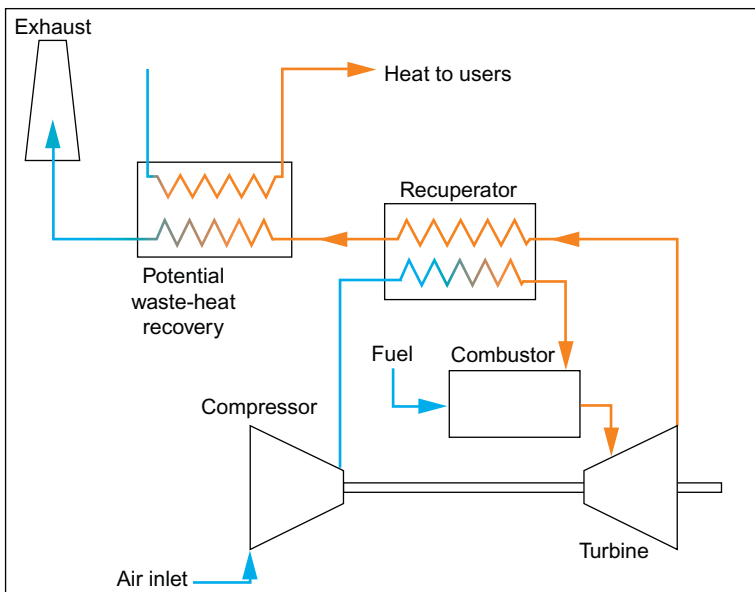 Exhaust
Heat to users
Recuperator
Potential
waste-heat
recovery
Fuel
Combustor
Compressor
Turbine
Air inlet